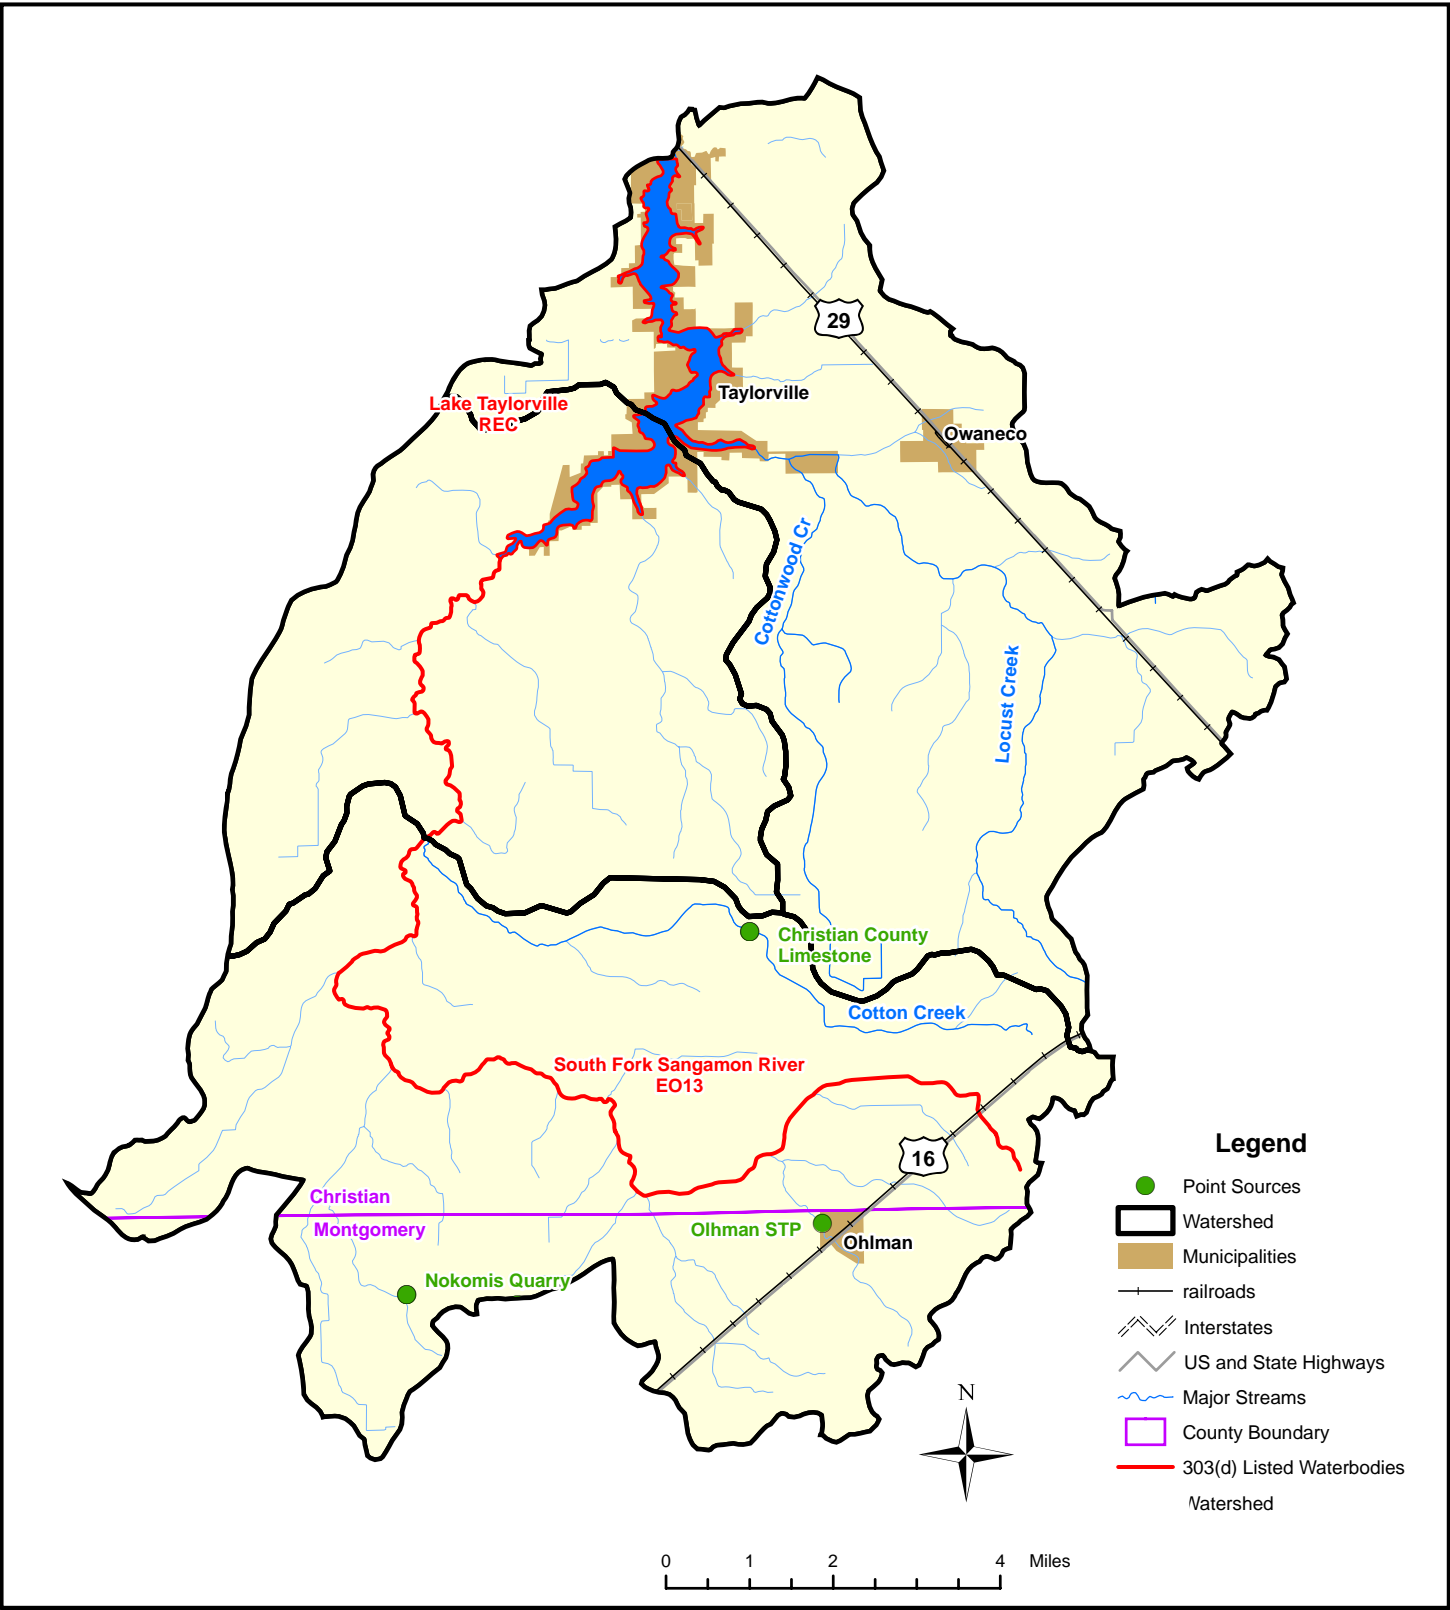 29
Taylorville
Lake Taylorville
REC
Owaneco
Cottonwood Cr
Locust Creek
Christian County
Limestone
Cotton Creek
South Fork Sangamon River
EO13
16
Christian
Montgomery
Olhman STP
Ohlman
Nokomis Quarry
Legend
Point Sources
Watershed
Municipalities
railroads
Interstates
US and State Highways
Major Streams
County Boundary
303(d) Listed Waterbodies
Watershed
N
0 1 2 4 Miles